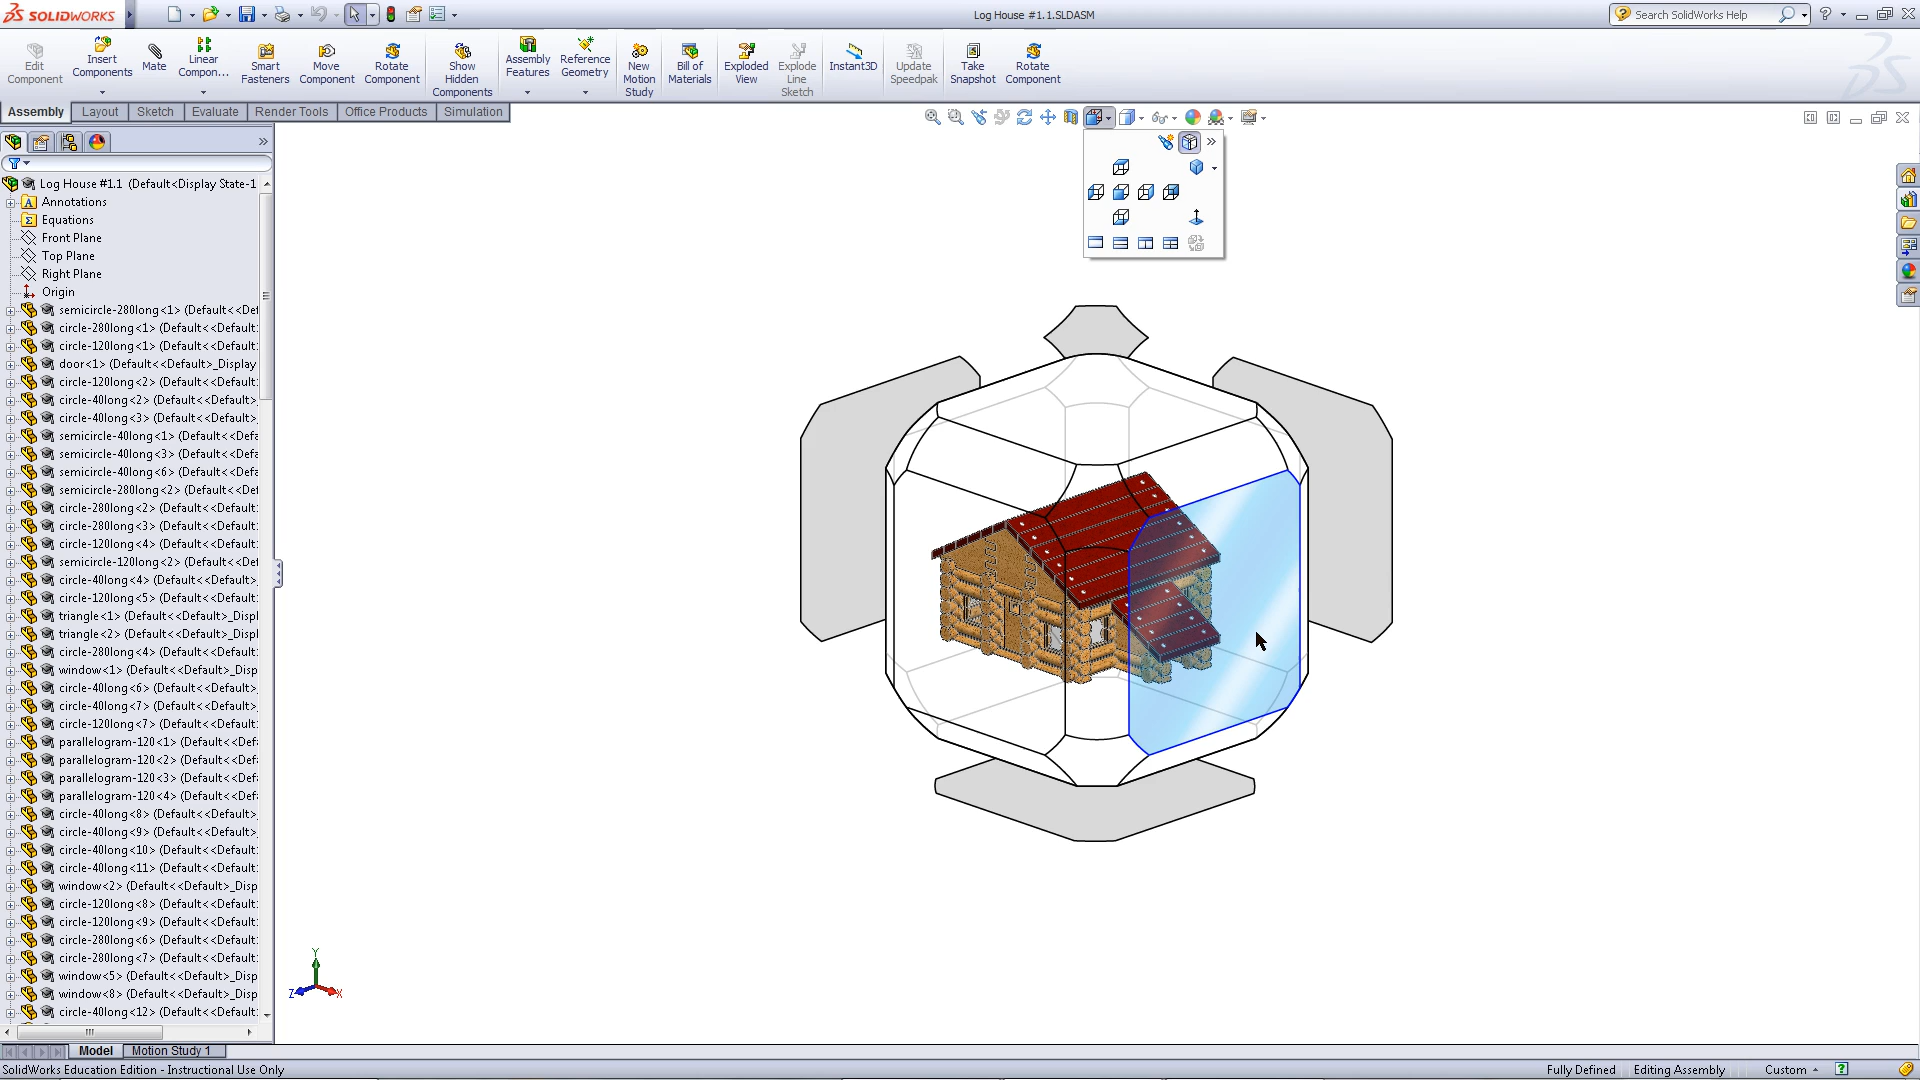 SOLIDWORKS
Log House #1.1.SLDASM
Search SolidWorks Help
Edit Component
Insert Components
Mate
Linear Compon...
Smart Fasteners
Move Component
Rotate Component
Show Hidden Components
Assembly Features
Reference Geometry
New Motion Study
Bill of Materials
Exploded View
Explode Line Sketch
Instant3D
Update Speedpak
Take Snapshot
Rotate Component
Assembly
Layout
Sketch
Evaluate
Render Tools
Office Products
Simulation
Log House #1.1 (Default<Display State-1
Annotations
Equations
Front Plane
Top Plane
Right Plane
Origin
semicircle-280long<1> (Default<<Def
circle-280long<1> (Default<<Default
circle-120long<1> (Default<<Default
door<1> (Default<<Default>_Display
circle-120long<2> (Default<<Default
circle-40long<2> (Default<<Default>
circle-40long<3> (Default<<Default>
semicircle-40long<1> (Default<<Defa
semicircle-40long<3> (Default<<Defa
semicircle-40long<6> (Default<<Defa
semicircle-280long<2> (Default<<Def
circle-280long<2> (Default<<Default
circle-280long<3> (Default<<Default
circle-120long<4> (Default<<Default
semicircle-120long<2> (Default<<Def
circle-40long<4> (Default<<Default>
circle-120long<5> (Default<<Default
triangle<1> (Default<<Default>_Displ
triangle<2> (Default<<Default>_Displ
circle-280long<4> (Default<<Default
window<1> (Default<<Default>_Disp
circle-40long<6> (Default<<Default>
circle-40long<7> (Default<<Default>
circle-120long<7> (Default<<Default
parallelogram-120<1> (Default<<Def
parallelogram-120<2> (Default<<Def
parallelogram-120<3> (Default<<Def
parallelogram-120<4> (Default<<Def
circle-40long<8> (Default<<Default>
circle-40long<9> (Default<<Default>
circle-40long<10> (Default<<Default
circle-40long<11> (Default<<Default
window<2> (Default<<Default>_Disp
circle-120long<8> (Default<<Default
circle-120long<9> (Default<<Default
circle-280long<6> (Default<<Default
circle-280long<7> (Default<<Default
window<5> (Default<<Default>_Disp
window<8> (Default<<Default>_Disp
circle-40long<12> (Default<<Default
Y
Z
X
Model
Motion Study 1
SolidWorks Education Edition - Instructional Use Only
Fully Defined
Editing Assembly
Custom